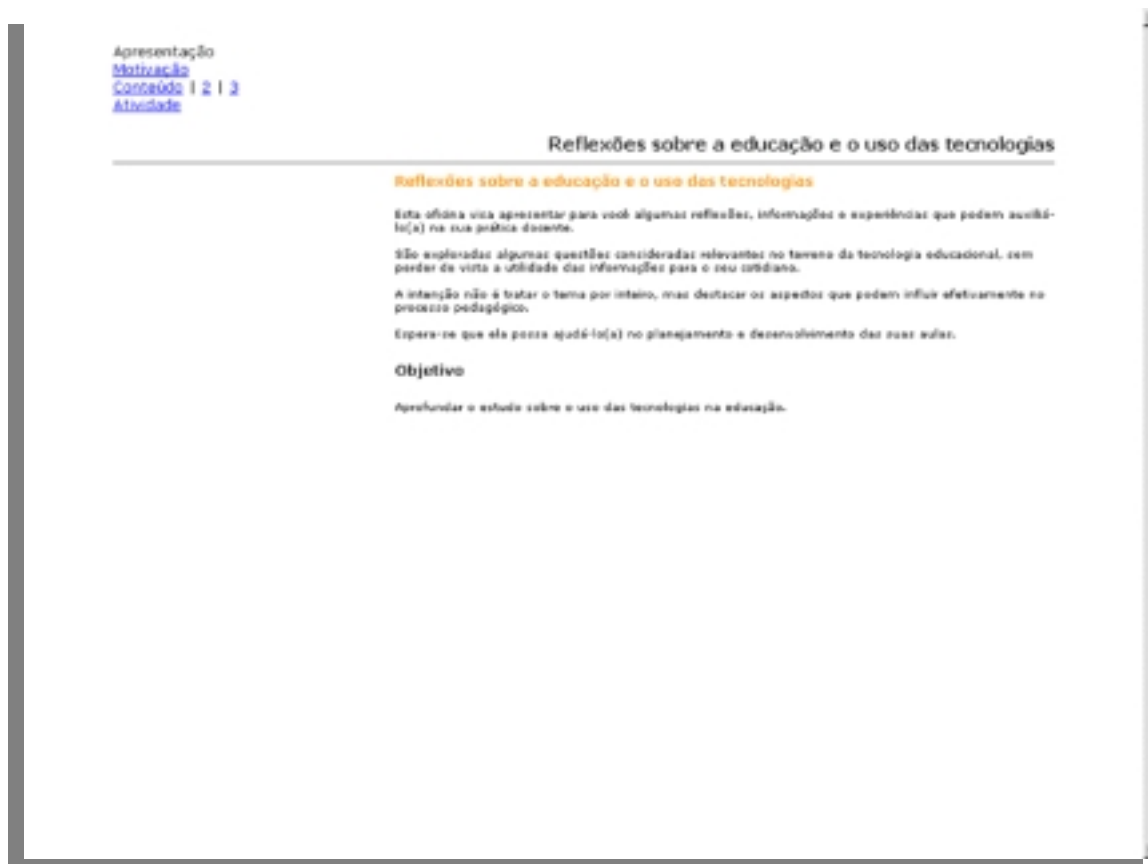 Apresentação
Motivação
Conteúdo | 2 | 3
Atividade
Reflexões sobre a educação e o uso das tecnologias
Reflexões sobre a educação e o uso das tecnologias
Esta oficina visa apresentar para você algumas reflexões, informações e experiências que podem auxiliá-
lo(a) na sua prática docente.
São exploradas algumas questões consideradas relevantes no terreno da tecnologia educacional, sem
perder de vista a utilidade das informações para o seu cotidiano.
A intenção não é tratar o tema por inteiro, mas destacar os aspectos que podem influir efetivamente no
processo pedagógico.
Espera-se que ela possa ajudá-lo(a) no planejamento e desenvolvimento das suas aulas.
Objetivo
Aprofundar o estudo sobre o uso das tecnologias na educação.